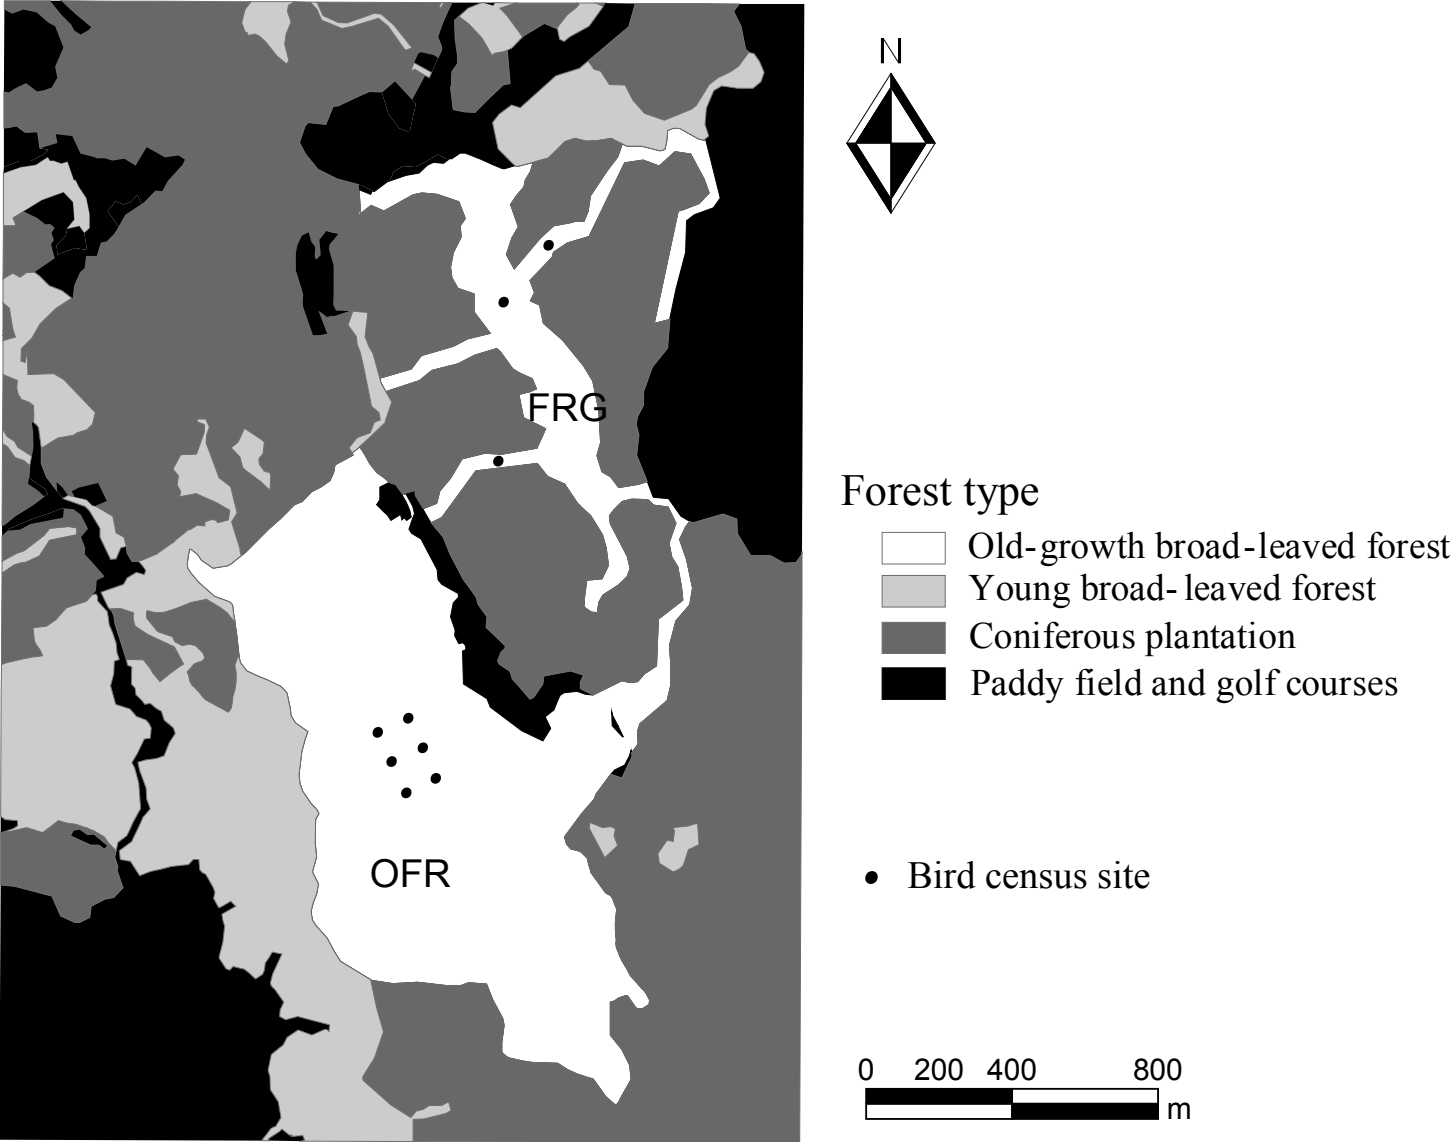 N
FRG
Forest type
Old-growth broad-leaved forest
Young broad-leaved forest
Coniferous plantation
Paddy field and golf courses
OFR
Bird census site
0 200 400 800
m